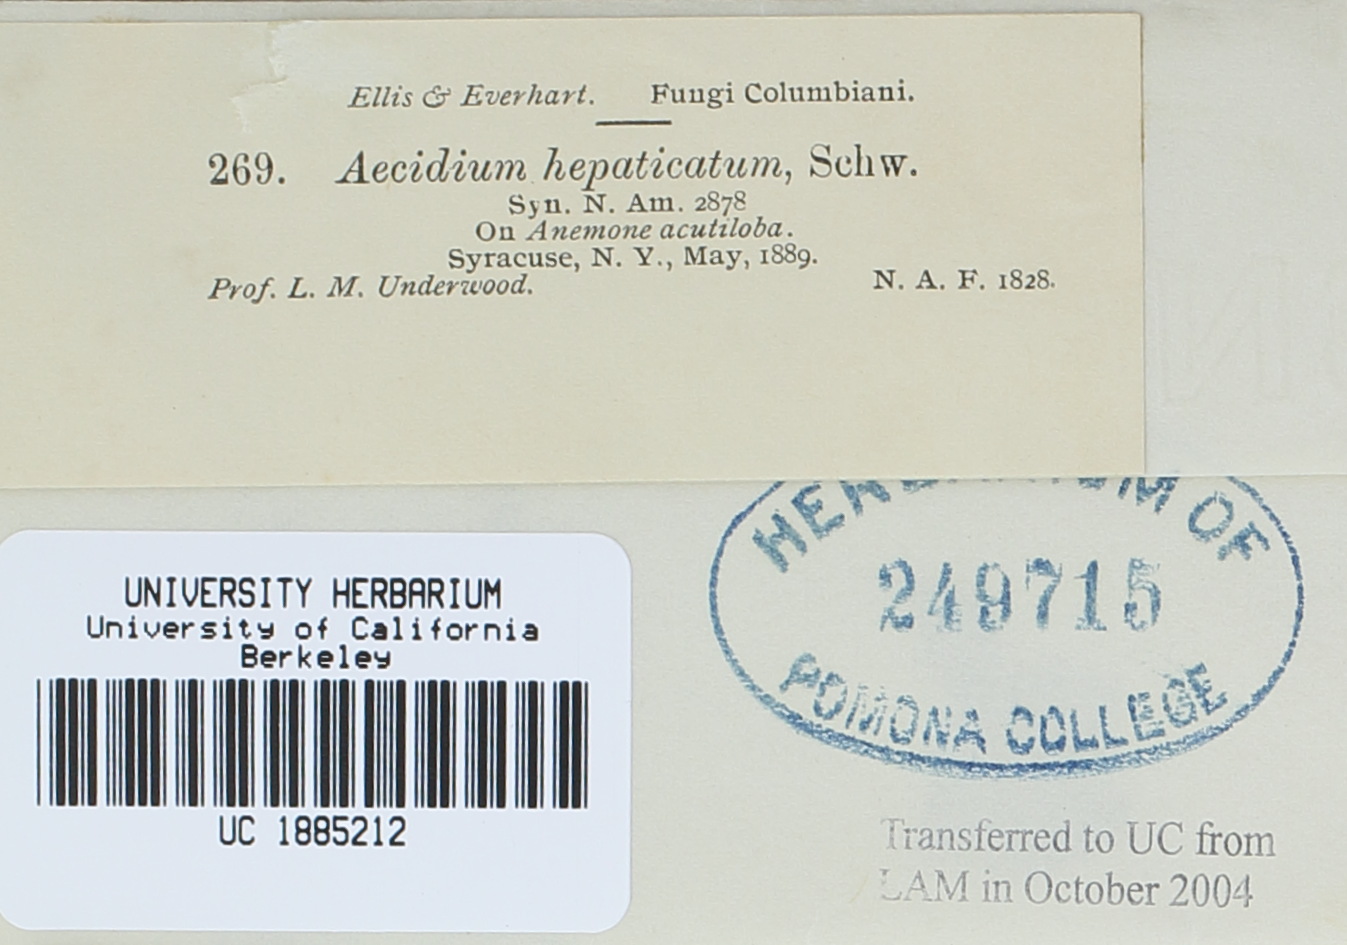 Ellis & Everhart. Fungi Columbiani.
269. Aecidium hepaticatum, Schw.
Syn. N. Am. 2878
On Anemone acutiloba.
Syracuse, N. Y., May, 1889.
Prof. L. M. Underwood. N. A. F. 1828.
HERBARIUM OF
249715
POMONA COLLEGE
UNIVERSITY HERBARIUM
University of California
Berkeley
UC 1885212
Transferred to UC from
LAM in October 2004